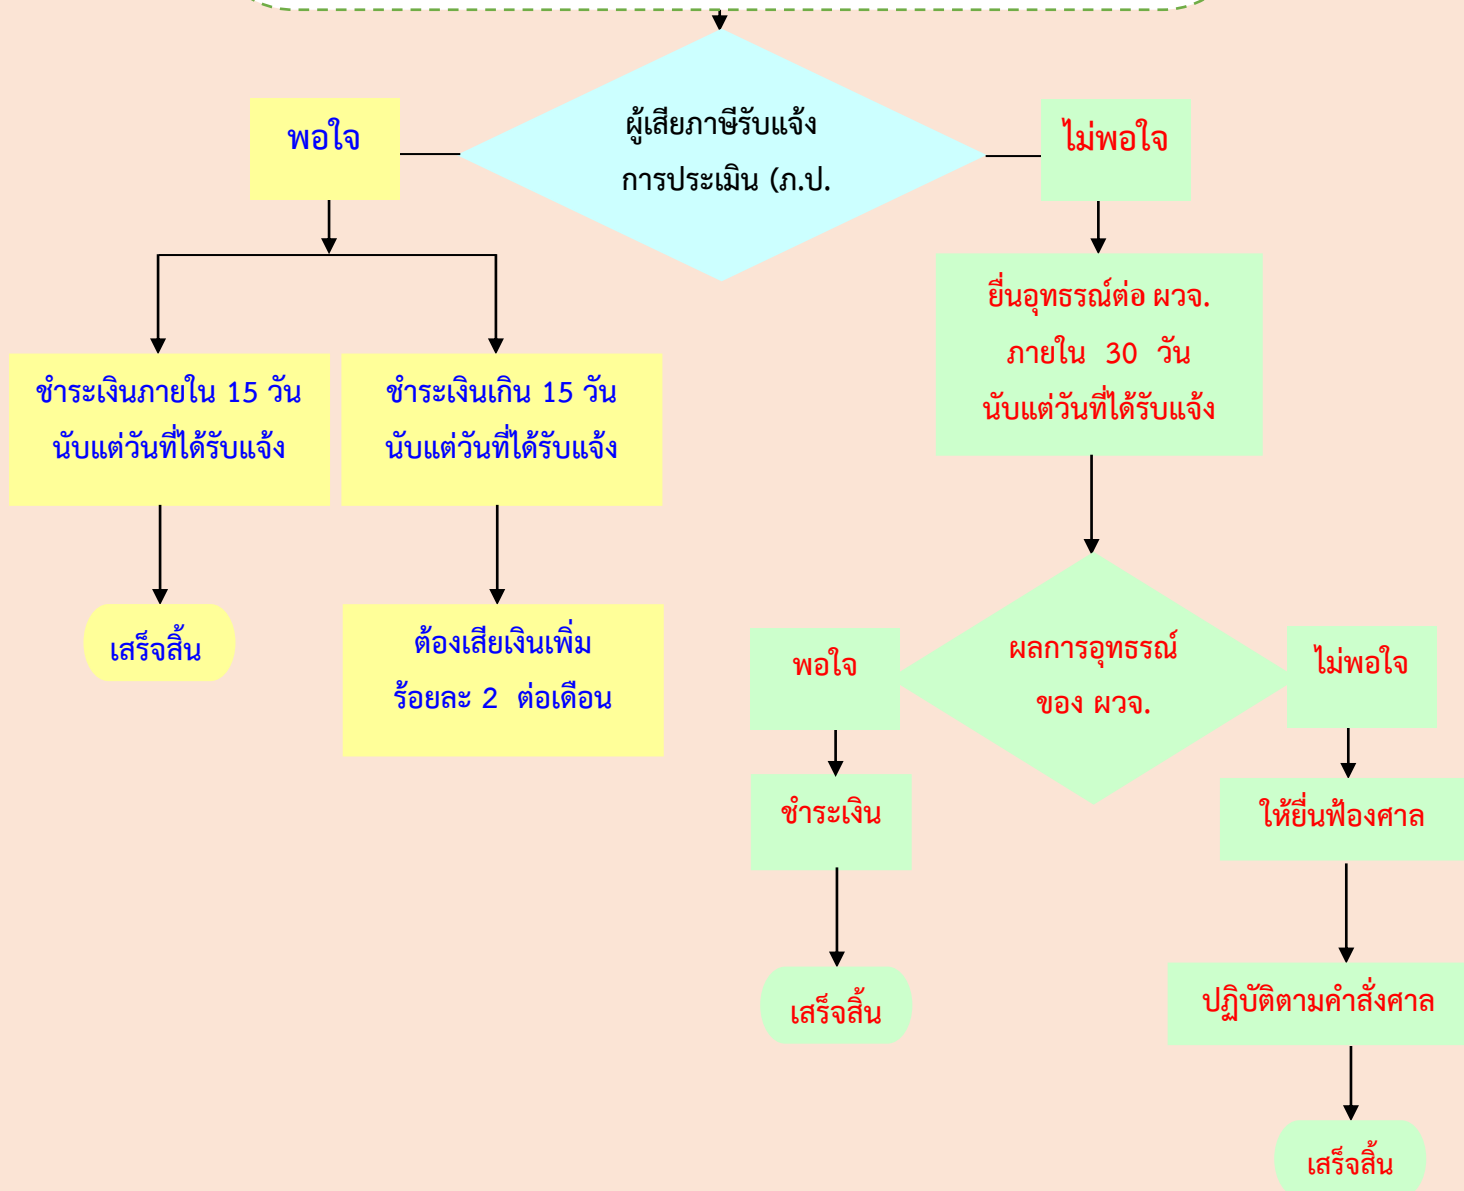 ผู้เสียภาษีรับแจ้ง
การประเมิน (ภ.ป.
พอใจ
ไม่พอใจ
ชำระเงินภายใน 15 วัน
นับแต่วันที่ได้รับแจ้ง
ชำระเงินเกิน 15 วัน
นับแต่วันที่ได้รับแจ้ง
ยื่นอุทธรณ์ต่อ ผวจ.
ภายใน 30 วัน
นับแต่วันที่ได้รับแจ้ง
เสร็จสิ้น
ต้องเสียเงินเพิ่ม
ร้อยละ 2 ต่อเดือน
ผลการอุทธรณ์
ของ ผวจ.
พอใจ
ไม่พอใจ
ชำระเงิน
ให้ยื่นฟ้องศาล
เสร็จสิ้น
ปฏิบัติตามคำสั่งศาล
เสร็จสิ้น